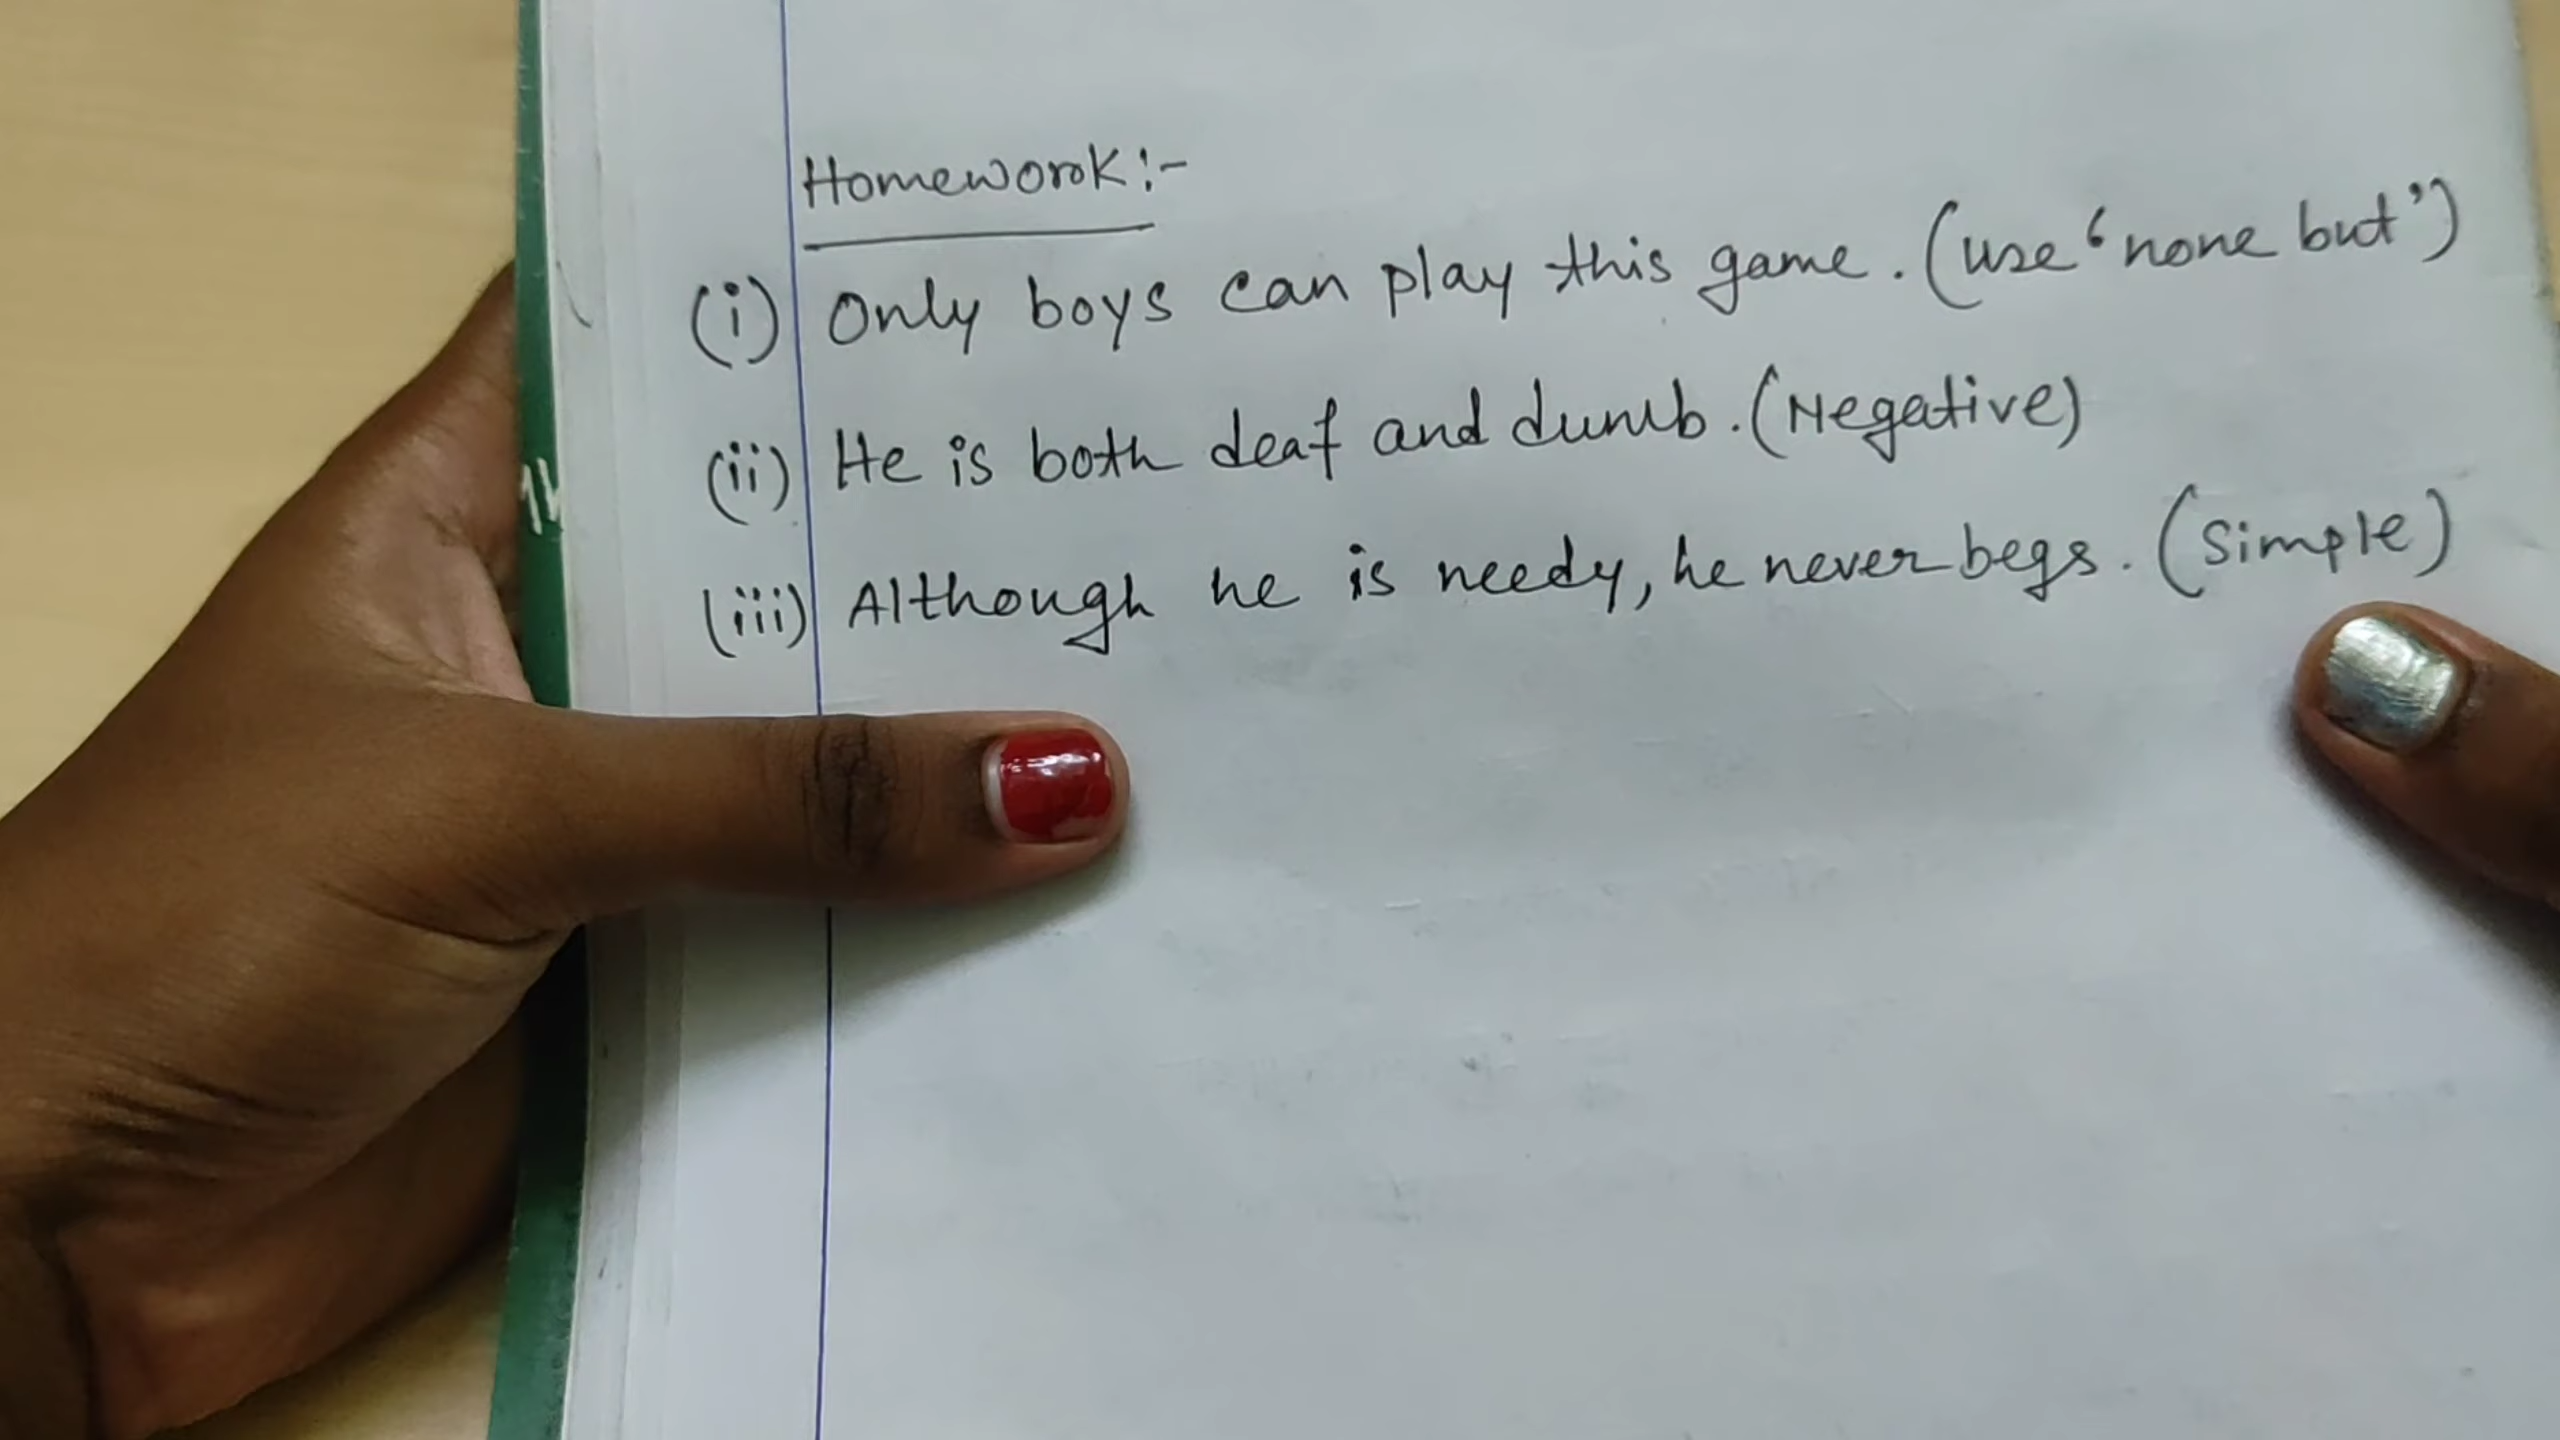 Homework:-
(i) Only boys can play this game. (use 'none but')
(ii) He is both deaf and dumb. (Negative)
(iii) Although he is needy, he never begs. (Simple)